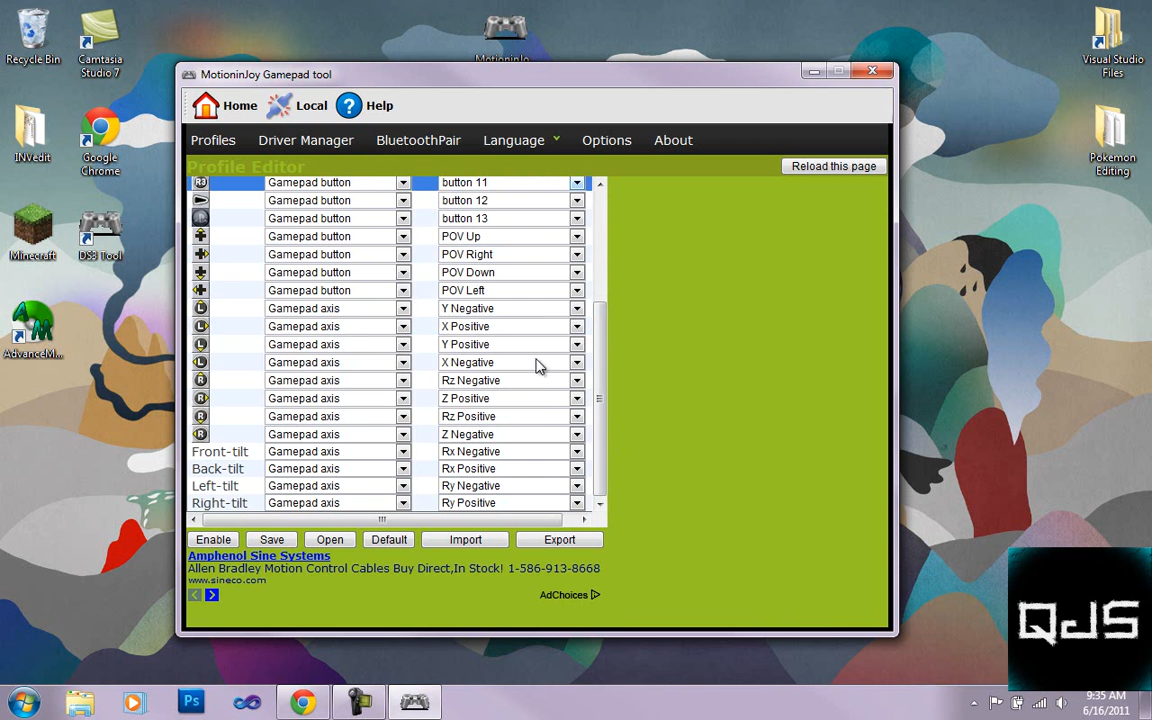 Recycle Bin
Camtasia
Studio 7
MotioninJo
Visual Studio
Files
INVedit
Google
Chrome
Pokemon
Editing
Minecraft
DS3 Tool
AdvanceM...
MotioninJoy Gamepad tool
Home
Local
Help
Profiles
Driver Manager
BluetoothPair
Language
Options
About
Profile Editor
Reload this page
R3 Gamepad button button 11
Gamepad button button 12
Gamepad button button 13
Gamepad button POV Up
Gamepad button POV Right
Gamepad button POV Down
Gamepad button POV Left
L Gamepad axis Y Negative
L Gamepad axis X Positive
L Gamepad axis Y Positive
L Gamepad axis X Negative
R Gamepad axis Rz Negative
R Gamepad axis Z Positive
R Gamepad axis Rz Positive
R Gamepad axis Z Negative
Front-tilt Gamepad axis Rx Negative
Back-tilt Gamepad axis Rx Positive
Left-tilt Gamepad axis Ry Negative
Right-tilt Gamepad axis Ry Positive
Enable Save Open Default Import Export
Amphenol Sine Systems
Allen Bradley Motion Control Cables Buy Direct,In Stock! 1-586-913-8668
www.sineco.com
AdChoices
QJS
Ps
9:35 AM
6/16/2011